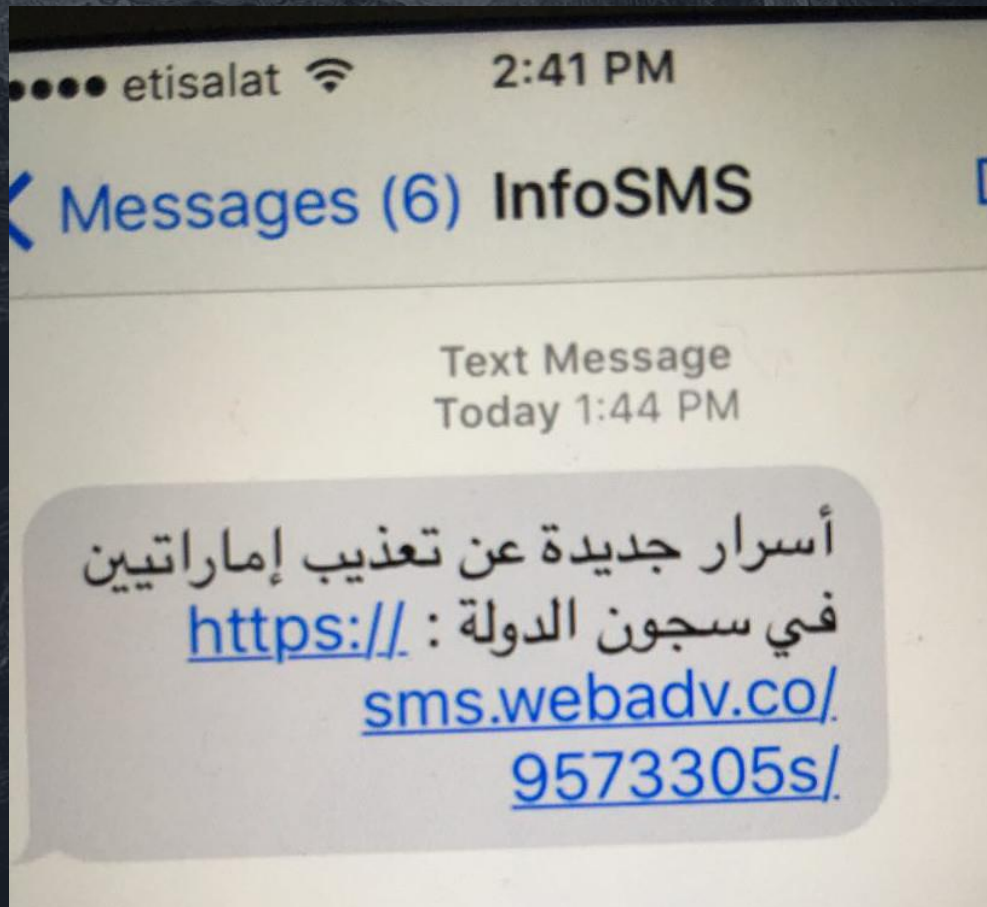 etisalat 2:41 PM
Messages (6) InfoSMS
Text Message
Today 1:44 PM
أسرار جديدة عن تعذيب إماراتيين
في سجون الدولة : https://
sms.webadv.co/
9573305s/